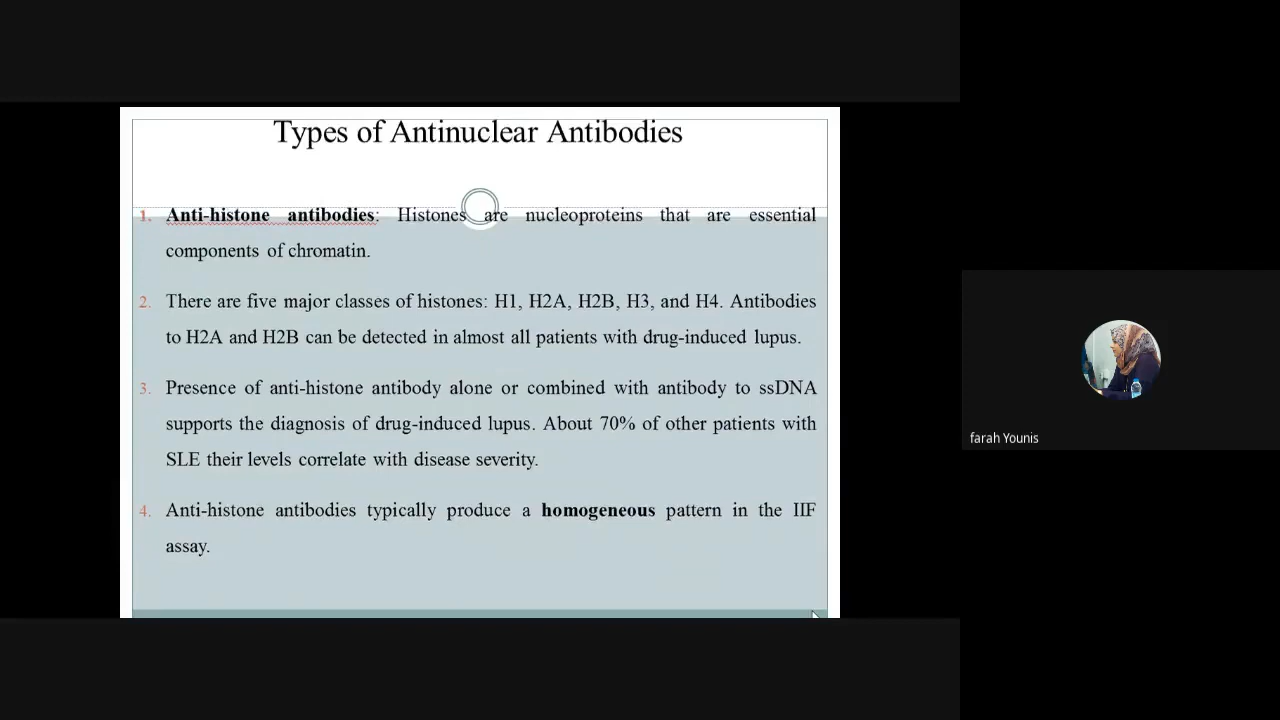 Types of Antinuclear Antibodies
1. Anti-histone antibodies: Histones are nucleoproteins that are essential
components of chromatin.
2. There are five major classes of histones: H1, H2A, H2B, H3, and H4. Antibodies
to H2A and H2B can be detected in almost all patients with drug-induced lupus.
3. Presence of anti-histone antibody alone or combined with antibody to ssDNA
supports the diagnosis of drug-induced lupus. About 70% of other patients with
SLE their levels correlate with disease severity.
4. Anti-histone antibodies typically produce a homogeneous pattern in the IIF
assay.
farah Younis